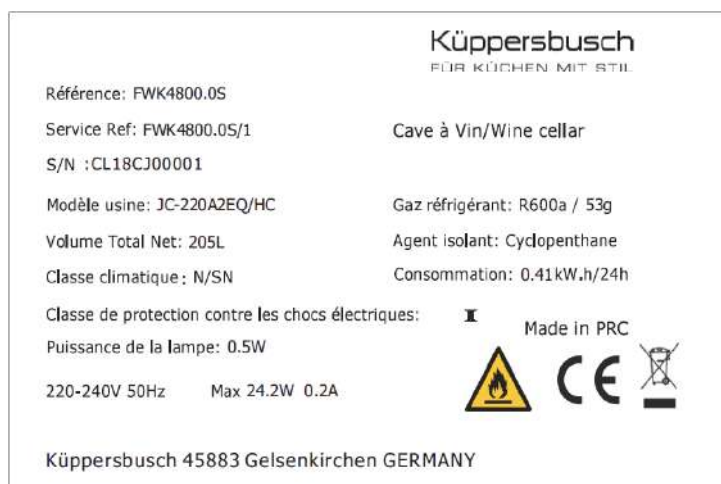 Küppersbusch
FÜR KÜCHEN MIT STIL
Référence: FWK4800.0S
Service Ref: FWK4800.0S/1
Cave à Vin/Wine cellar
S/N :CL18CJ00001
Modèle usine: JC-220A2EQ/HC
Gaz réfrigérant: R600a / 53g
Volume Total Net: 205L
Agent isolant: Cyclopenthane
Classe climatique: N/SN
Consommation: 0.41kW.h/24h
Classe de protection contre les chocs électriques: I
Made in PRC
Puissance de la lampe: 0.5W
220-240V 50Hz Max 24.2W 0.2A
CE
Küppersbusch 45883 Gelsenkirchen GERMANY